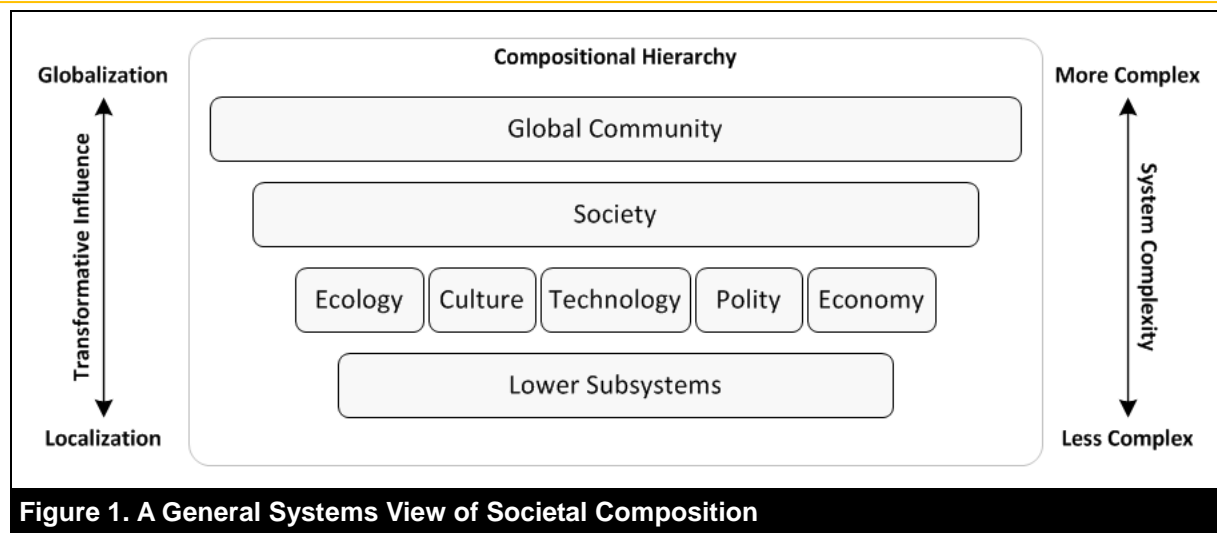 Compositional Hierarchy
Globalization
More Complex
Global Community
Transformative Influence
System Complexity
Society
Ecology Culture Technology Polity Economy
Lower Subsystems
Localization
Less Complex
Figure 1. A General Systems View of Societal Composition